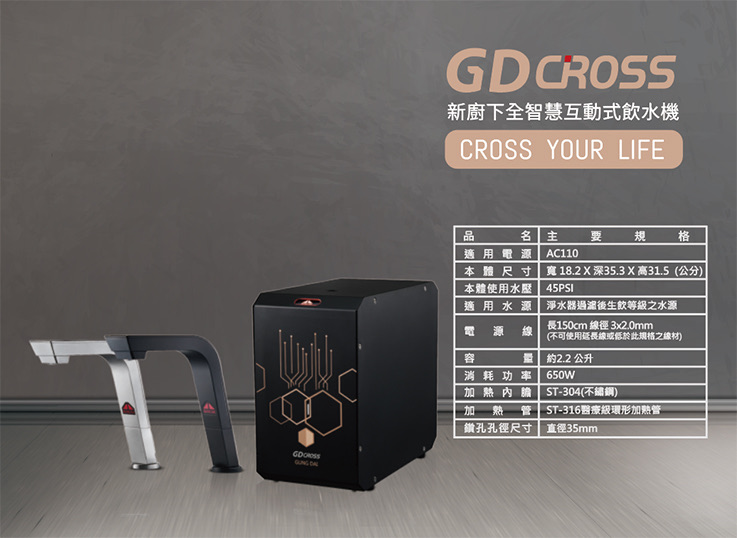 GD CROSS
新廚下全智慧互動式飲水機
CROSS YOUR LIFE
品名 主要規格
適用電源 AC110
本體尺寸 寬 18.2 X 深35.3 X 高31.5 (公分)
本體使用水壓 45PSI
適用水源 淨水器過濾後生飲等級之水源
電源線 長150cm 線徑 3x2.0mm
(不可使用延長線或低於此規格之線材)
容量 約2.2 公升
消耗功率 650W
加熱內膽 ST-304(不鏽鋼)
加熱管 ST-316醫療級環形加熱管
鑽孔孔徑尺寸 直徑35mm
GDCROSS
GUNG DAI